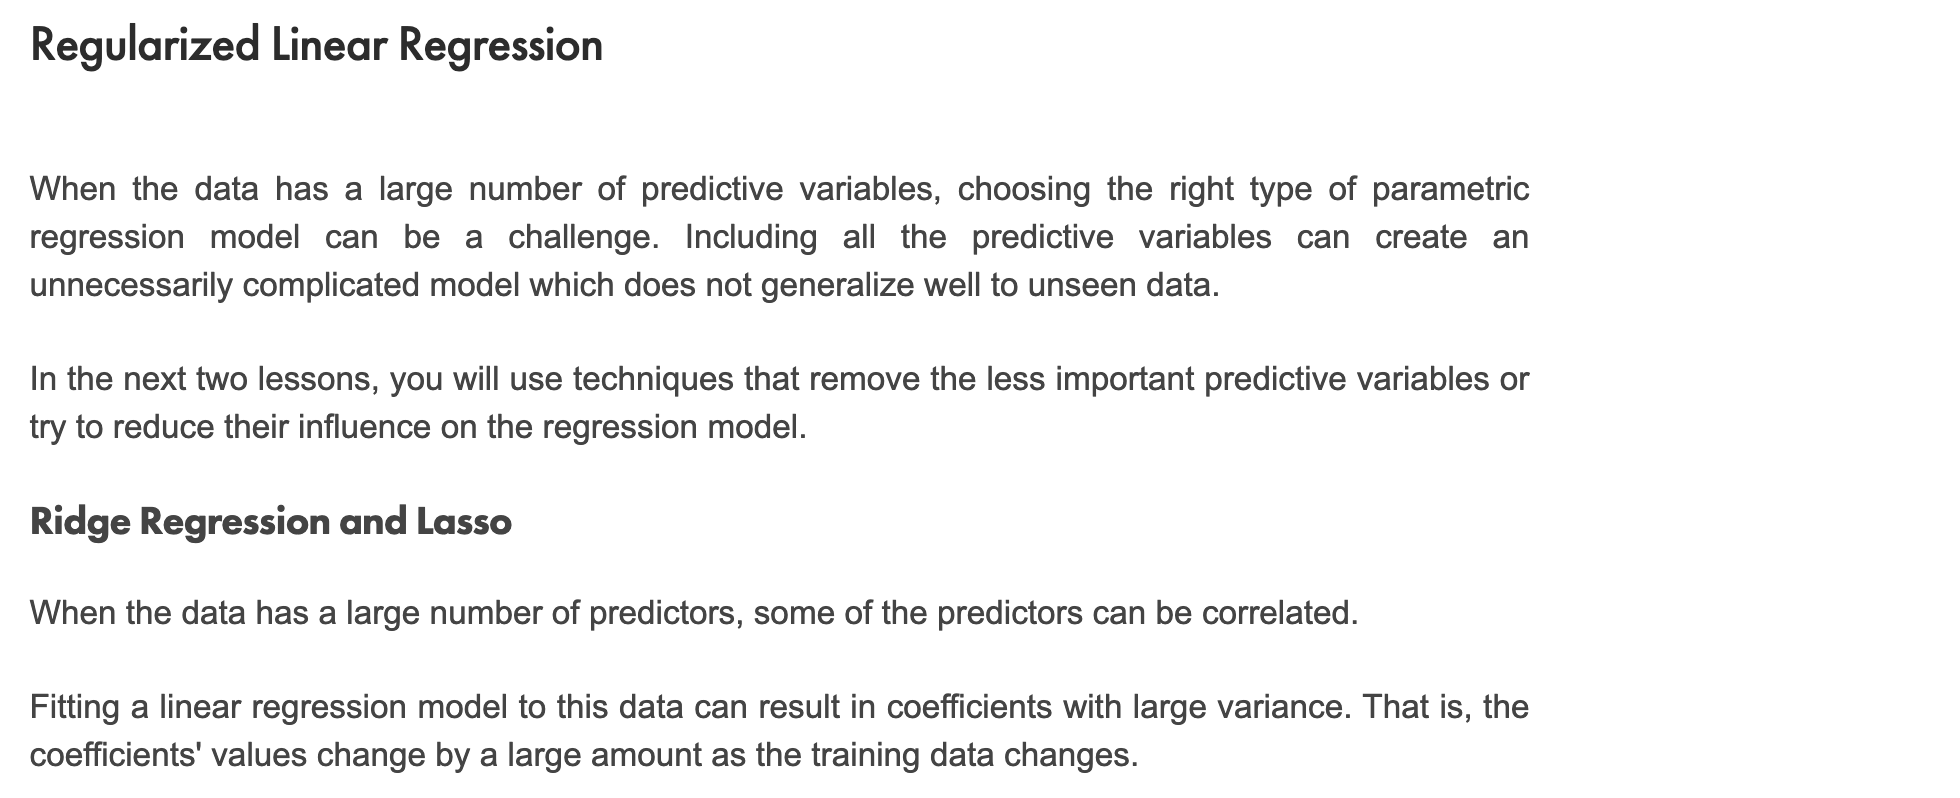 Regularized Linear Regression
When the data has a large number of predictive variables, choosing the right type of parametric
regression model can be a challenge. Including all the predictive variables can create an
unnecessarily complicated model which does not generalize well to unseen data.
In the next two lessons, you will use techniques that remove the less important predictive variables or
try to reduce their influence on the regression model.
Ridge Regression and Lasso
When the data has a large number of predictors, some of the predictors can be correlated.
Fitting a linear regression model to this data can result in coefficients with large variance. That is, the
coefficients' values change by a large amount as the training data changes.